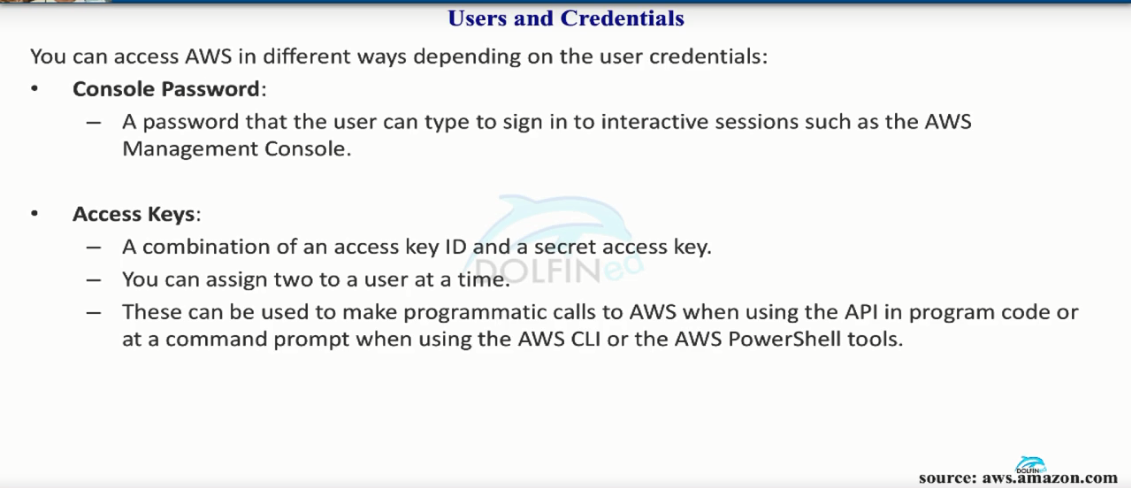 Users and Credentials
You can access AWS in different ways depending on the user credentials:
• Console Password:
– A password that the user can type to sign in to interactive sessions such as the AWS
Management Console.
• Access Keys:
– A combination of an access key ID and a secret access key.
– You can assign two to a user at a time.
DOLFINed
– These can be used to make programmatic calls to AWS when using the API in program code or
at a command prompt when using the AWS CLI or the AWS PowerShell tools.
DOLFINed
source: aws.amazon.com